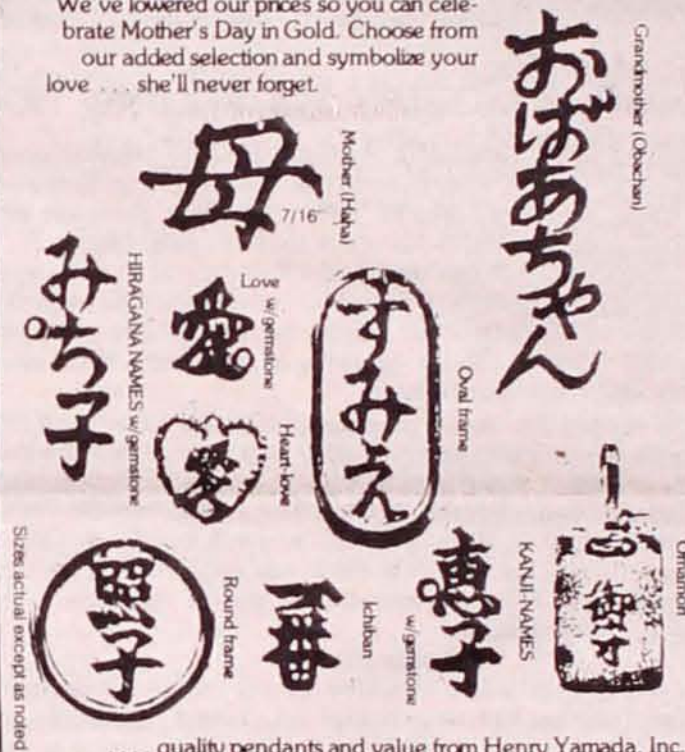 We've lowered our prices so you can cele-
brate Mother's Day in Gold. Choose from
our added selection and symbolize your
love . . . she'll never forget.
おばあちゃん
Grandmother (Obachan)
母
7/16"
Mother (Haha)
みち子
HIRAGANA NAMES w/gemstone
愛
Love
w/gemstone
愛
Heart-love
すみえ
Oval frame
照子
Round frame
一番
Ichiban
恵子
KANJI-NAMES
w/gemstone
御守
Omamori
Sizes actual except as noted
quality pendants and value from Henry Yamada, Inc.